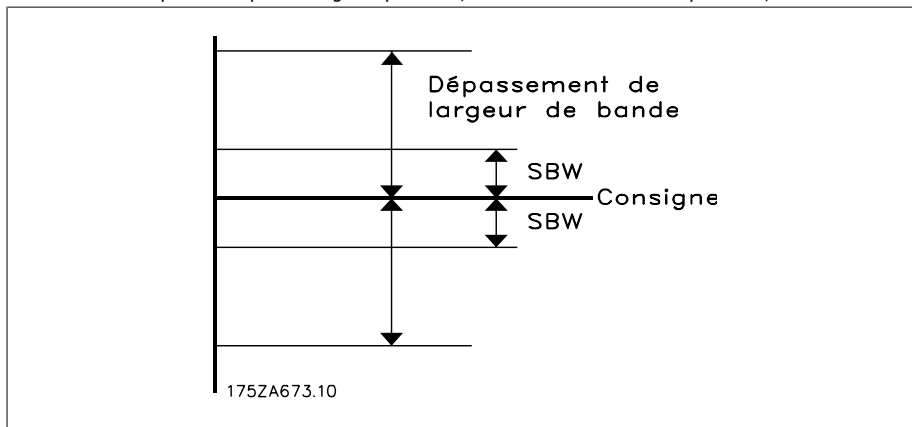 Dépassement de
largeur de bande
SBW
Consigne
SBW
175ZA673.10